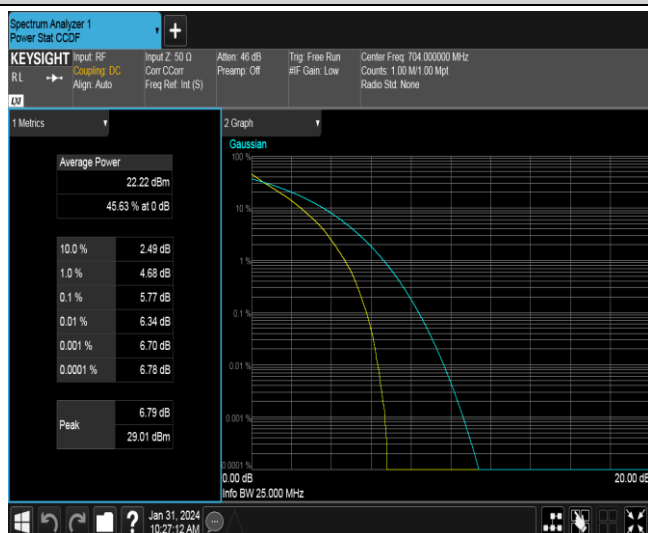 Spectrum Analyzer 1
Power Stat CCDF
+
KEYSIGHT
RL
LXI
Input: RF
Coupling: DC
Align: Auto
Input Z: 50 Ω
Corr CCorr
Freq Ref: Int (S)
Atten: 46 dB
Preamp: Off
Trig: Free Run
#IF Gain: Low
Center Freq: 704.000000 MHz
Counts: 1.00 M/1.00 Mpt
Radio Std: None
1 Metrics
Average Power
22.22 dBm
45.63 % at 0 dB
10.0 % 2.49 dB
1.0 % 4.68 dB
0.1 % 5.77 dB
0.01 % 6.34 dB
0.001 % 6.70 dB
0.0001 % 6.78 dB
Peak
6.79 dB
29.01 dBm
2 Graph
Gaussian
100 %
10 %
1 %
0.1 %
0.01 %
0.001 %
0.0001 %
0.00 dB
20.00 dB
Info BW 25.000 MHz
?
Jan 31, 2024
10:27:12 AM